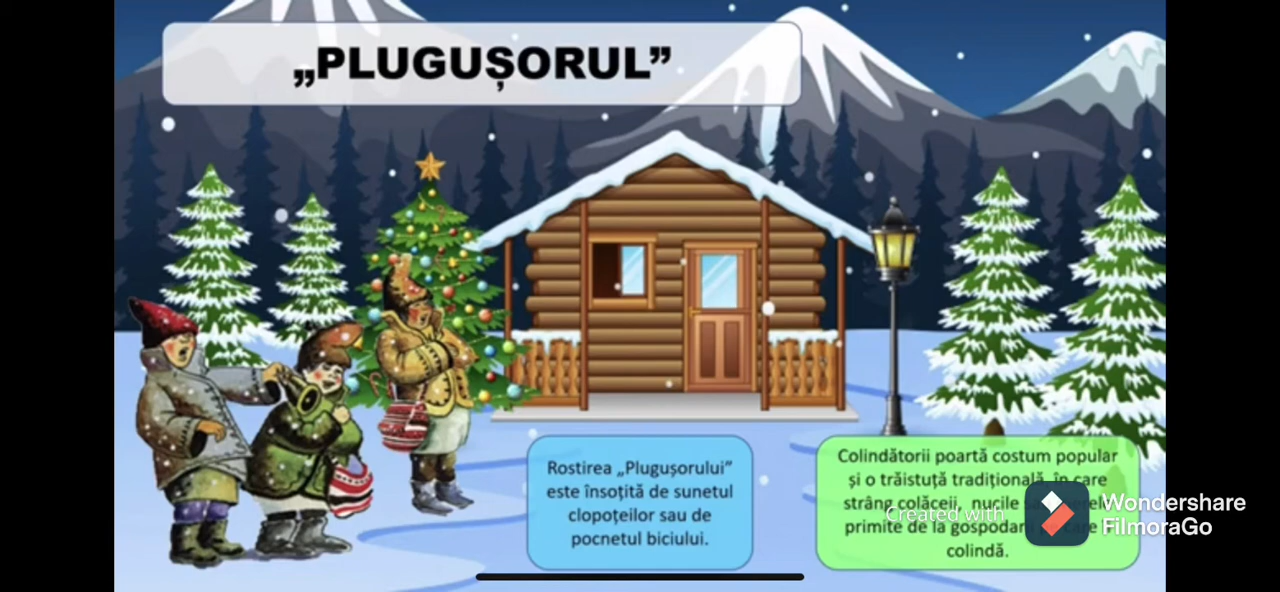 „PLUGUȘORUL”
Rostirea „Plugușorului”
este însoțită de sunetul
clopoțeilor sau de
pocnetul biciului.
Colindătorii poartă costum popular
și o trăistuță tradițională, în care
strâng colăceii, nucile
primite de la
colindă.
Created with
Wondershare
FilmoraGo